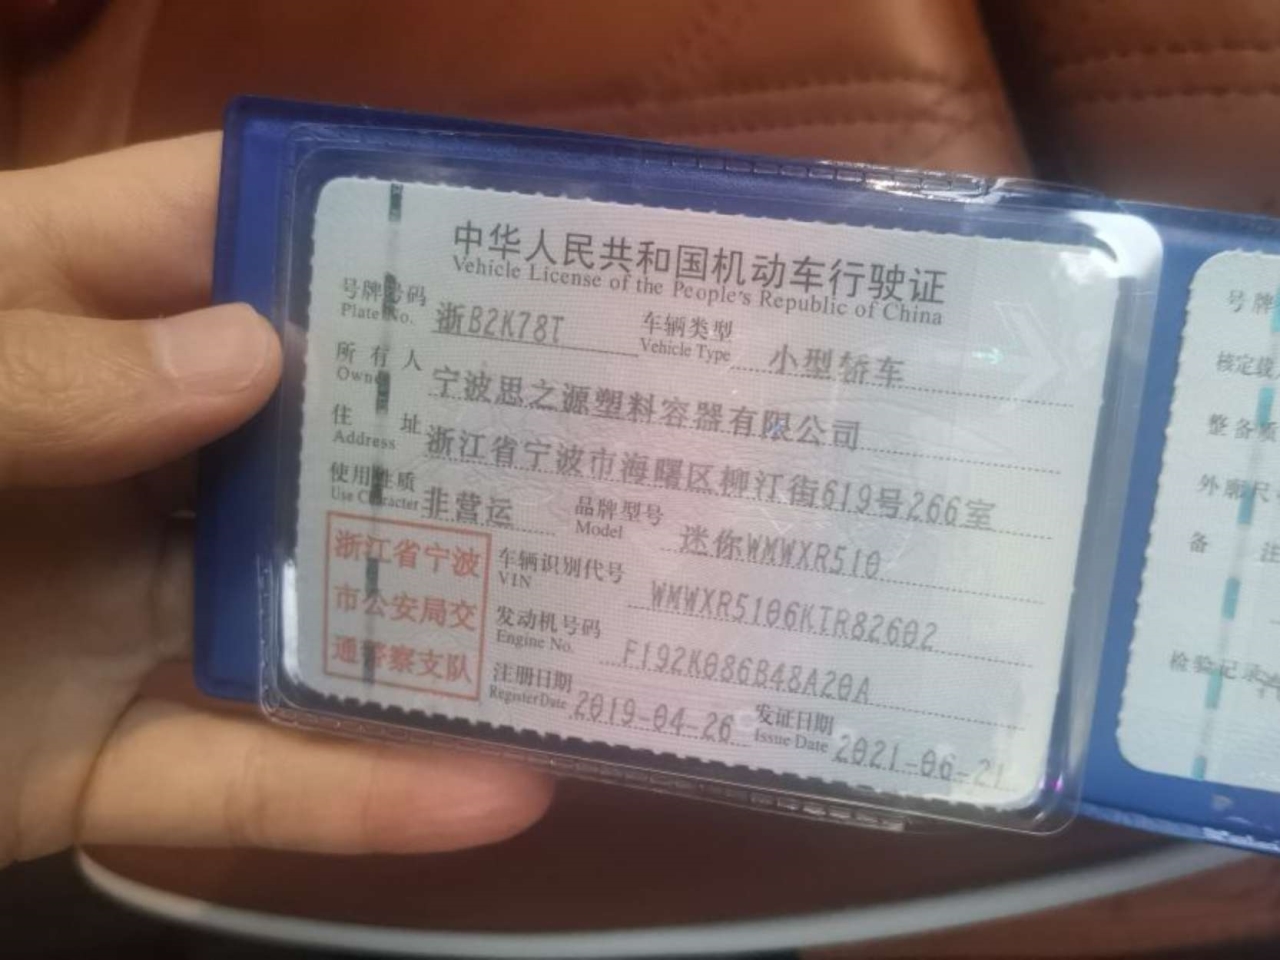 中华人民共和国机动车行驶证
Vehicle License of the People's Republic of China
号牌号码 浙B2K78T 车辆类型 小型轿车
Plate No. Vehicle Type
所有人 宁波思之源塑料容器有限公司
Owner
住址 浙江省宁波市海曙区柳汀街619号266室
Address
使用性质 非营运 品牌型号 迷你WMWXR510
Use Character Model
浙江省宁波
市公安局交
通警察支队
车辆识别代号 WMWXR5106KTR82602
VIN
发动机号码 F192K086B48A20A
Engine No.
注册日期 2019-04-26 发证日期 2021-06-21
Register Date Issue Date
号牌
核定载
整备质
外廓尺
备 注
检验记录